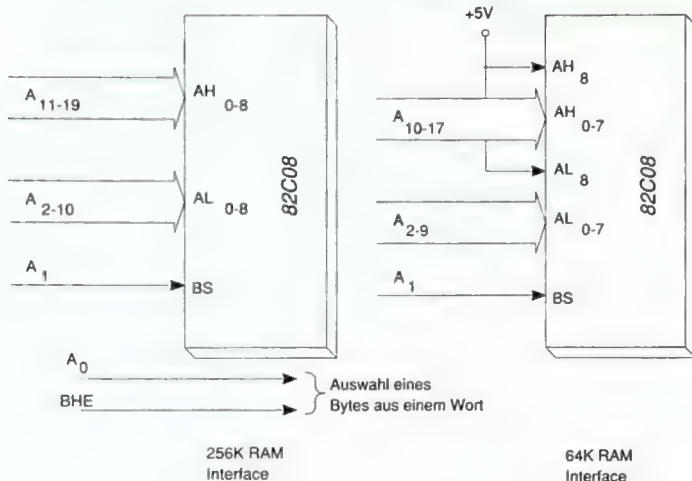 +5V
A 11-19
AH 0-8
A 2-10
AL 0-8
A 1
BS
82C08
AH 8
A 10-17
AH 0-7
AL 8
A 2-9
AL 0-7
A 1
BS
82C08
A 0
BHE
Auswahl eines
Bytes aus einem Wort
256K RAM
Interface
64K RAM
Interface